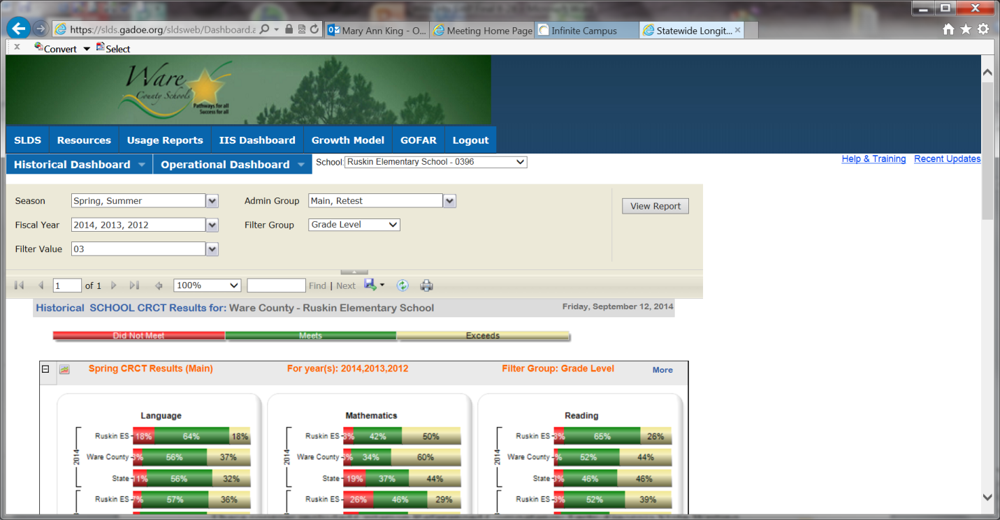 https://slds.gadoe.org/sldsweb/Dashboard.a
Mary Ann King - O...
Meeting Home Page
Infinite Campus
Statewide Longit...
Convert
Select
Ware
County Schools
Pathways for all
Success for all
SLDS Resources Usage Reports IIS Dashboard Growth Model GOFAR Logout
Historical Dashboard Operational Dashboard School: Ruskin Elementary School - 0396 Help & Training Recent Updates
Season Spring, Summer Admin Group Main, Retest View Report
Fiscal Year 2014, 2013, 2012 Filter Group Grade Level
Filter Value 03
1 of 1 100% Find | Next
Historical SCHOOL CRCT Results for: Ware County - Ruskin Elementary School Friday, September 12, 2014
Did Not Meet Meets Exceeds
Spring CRCT Results (Main) For year(s): 2014,2013,2012 Filter Group: Grade Level More
Language Mathematics Reading
2014 2014 2014
Ruskin ES 18% 64% 18% Ruskin ES 42% 50% Ruskin ES 65% 26%
Ware County 56% 37% Ware County 34% 60% Ware County 52% 44%
State 11% 56% 32% State 19% 37% 44% State 46% 46%
Ruskin ES 57% 36% Ruskin ES 26% 46% 29% Ruskin ES 52% 39%